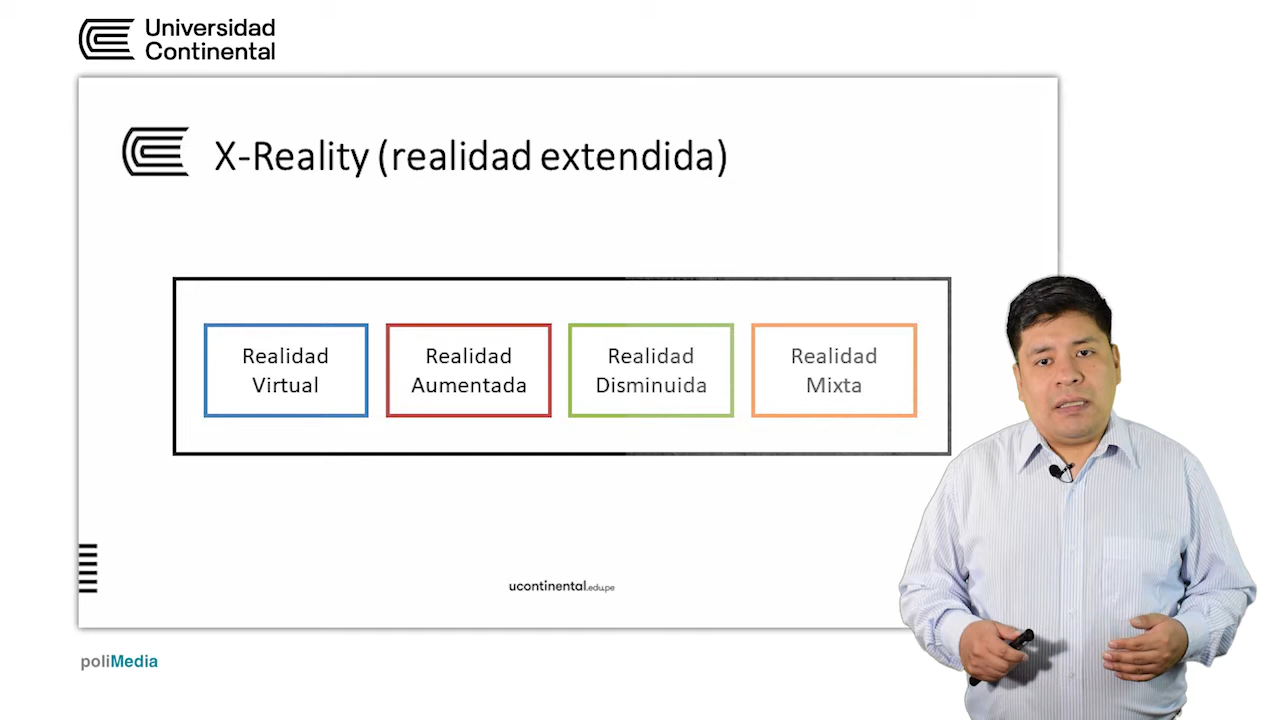 Universidad
Continental
X-Reality (realidad extendida)
Realidad
Virtual
Realidad
Aumentada
Realidad
Disminuida
Realidad
Mixta
ucontinental.edu.pe
poliMedia